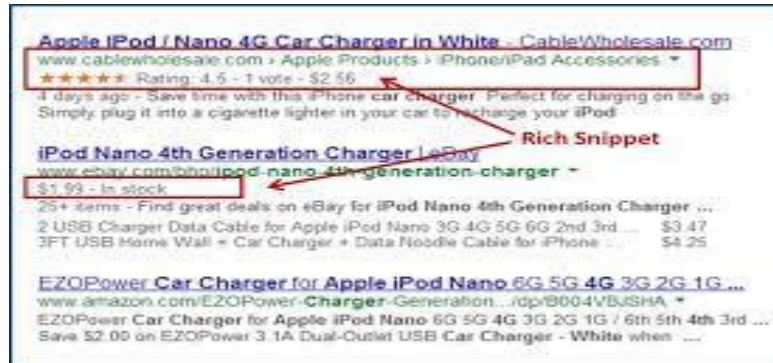 Apple IPod / Nano 4G Car Charger in White - CableWholesale.com
www.cablewholesale.com › Apple Products › iPhone/iPad Accessories
Rating: 4.5 - 1 vote - $2.56
4 days ago - Save time with this iPhone car charger. Perfect for charging on the go
Simply plug it into a cigarette lighter in your car to recharge your iPod
Rich Snippet
iPod Nano 4th Generation Charger | eBay
www.ebay.com/bhp/ipod-nano-4th-generation-charger
$1.99 - In stock
25+ items - Find great deals on eBay for iPod Nano 4th Generation Charger ...
2 USB Charger Data Cable for Apple iPod Nano 3G 4G 5G 6G 2nd 3rd ... $3.47
3FT USB Home Wall + Car Charger + Data Noodle Cable for iPhone ... $4.25
EZOPower Car Charger for Apple iPod Nano 6G 5G 4G 3G 2G 1G ...
www.amazon.com/EZOPower-Charger-Generation.../dp/B004VBJSHA
EZOPower Car Charger for Apple iPod Nano 6G 5G 4G 3G 2G 1G / 6th 5th 4th 3rd ...
Save $2.00 on EZOPower 3.1A Dual-Outlet USB Car Charger - White when ....